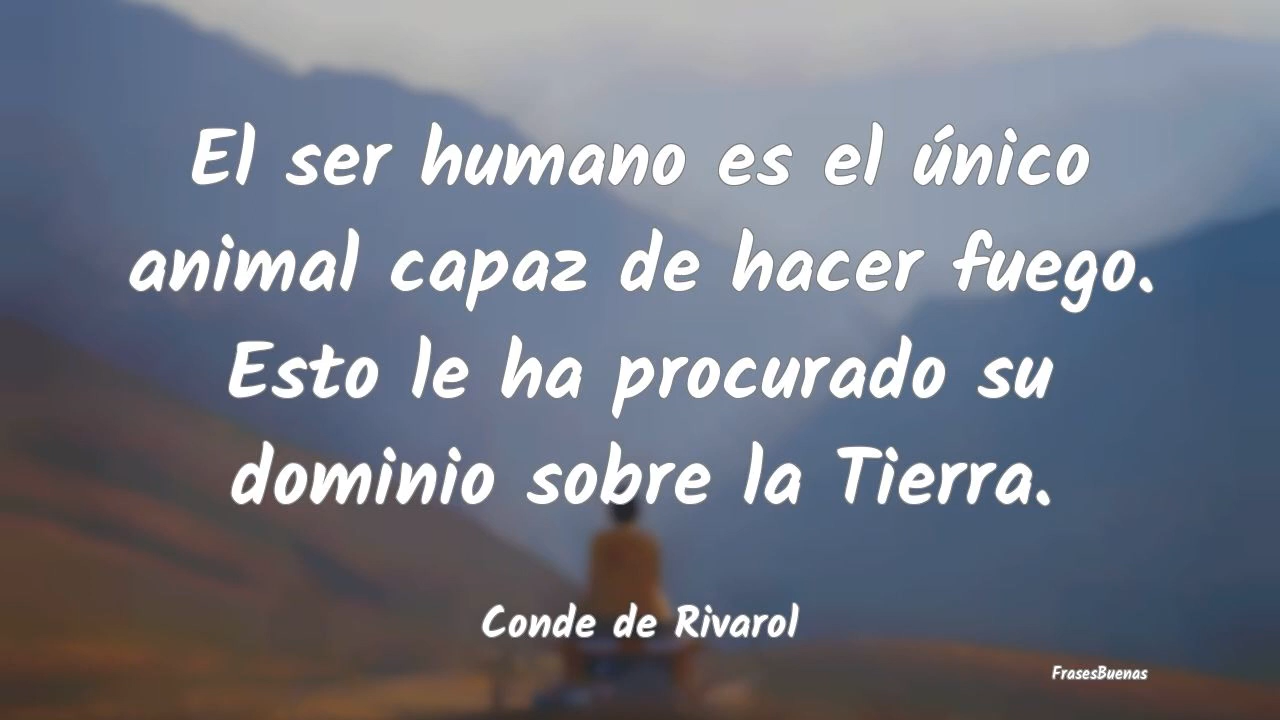 El ser humano es el único
animal capaz de hacer fuego.
Esto le ha procurado su
dominio sobre la Tierra.
Conde de Rivarol
FrasesBuenas